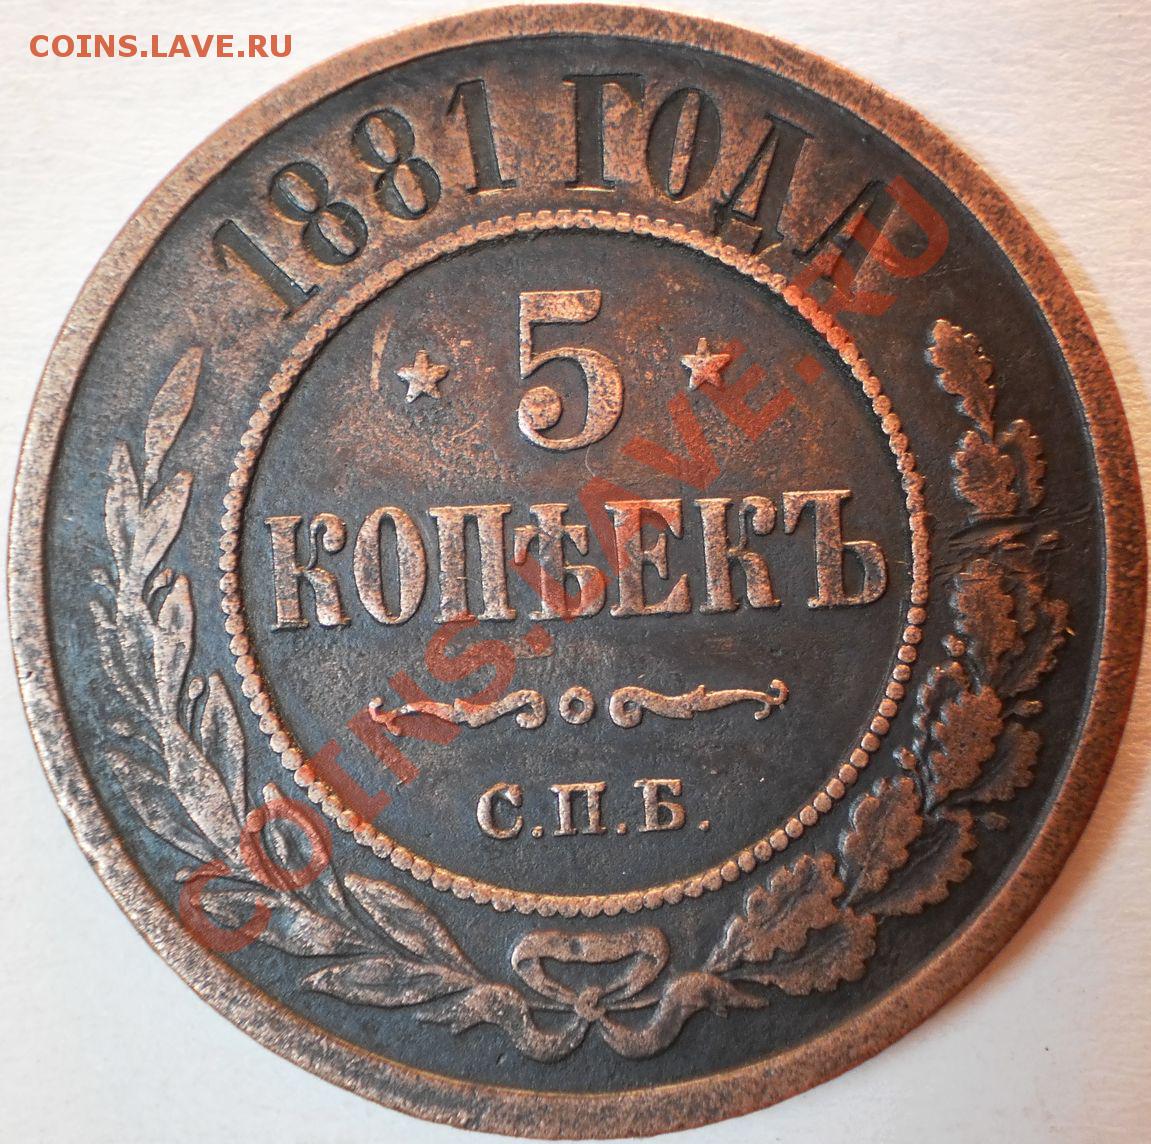 COINS.LAVE.RU
1881 ГОДА
5
КОПѢЕКЪ
С.П.Б.
COINS.LAVE.RU